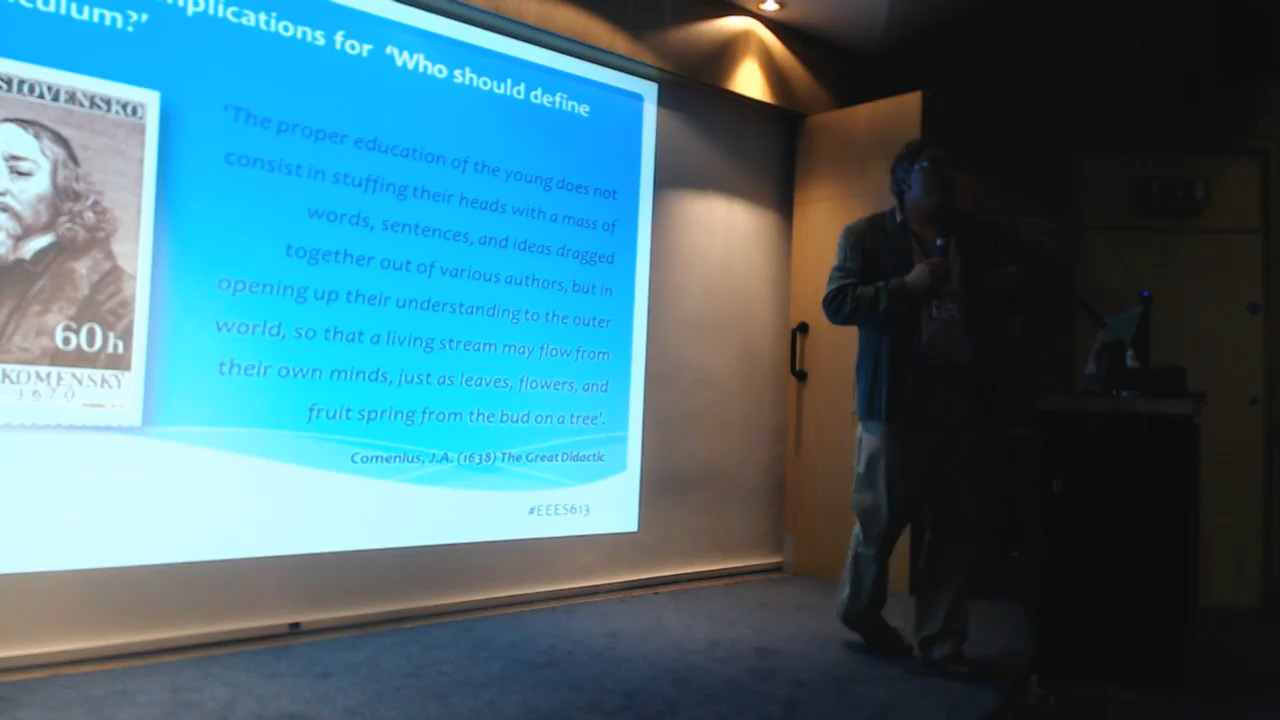 mplications for 'Who should define
culum?'
SLOVENSKO
60h
KOMENSKÝ
1670
'The proper education of the young does not
consist in stuffing their heads with a mass of
words, sentences, and ideas dragged
together out of various authors, but in
opening up their understanding to the outer
world, so that a living stream may flow from
their own minds, just as leaves, flowers, and
fruit spring from the bud on a tree'.
Comenius, J.A. (1638) The Great Didactic
#EEES613